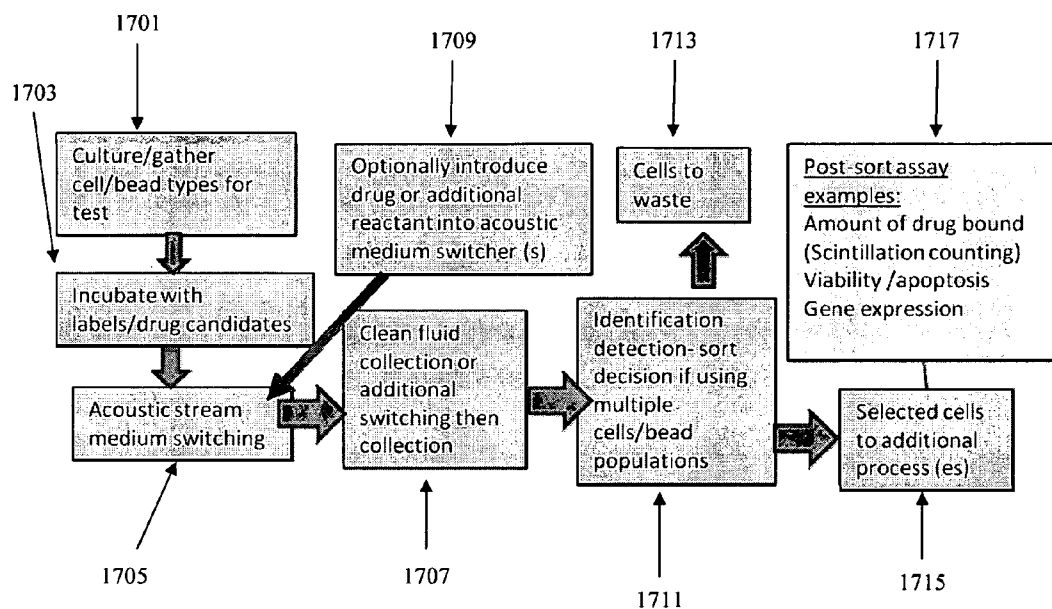 1701
1709
1713
1717
1703
Culture/gather
cell/bead types for
test
Optionally introduce
drug or additional
reactant into acoustic
medium switcher (s)
Cells to
waste
Post-sort assay
examples:
Amount of drug bound
(Scintillation counting)
Viability /apoptosis
Gene expression
Incubate with
labels/drug candidates
Acoustic stream
medium switching
Clean fluid
collection or
additional
switching then
collection
Identification
detection- sort
decision if using
multiple
cells/bead
populations
Selected cells
to additional
process (es)
1705
1707
1711
1715